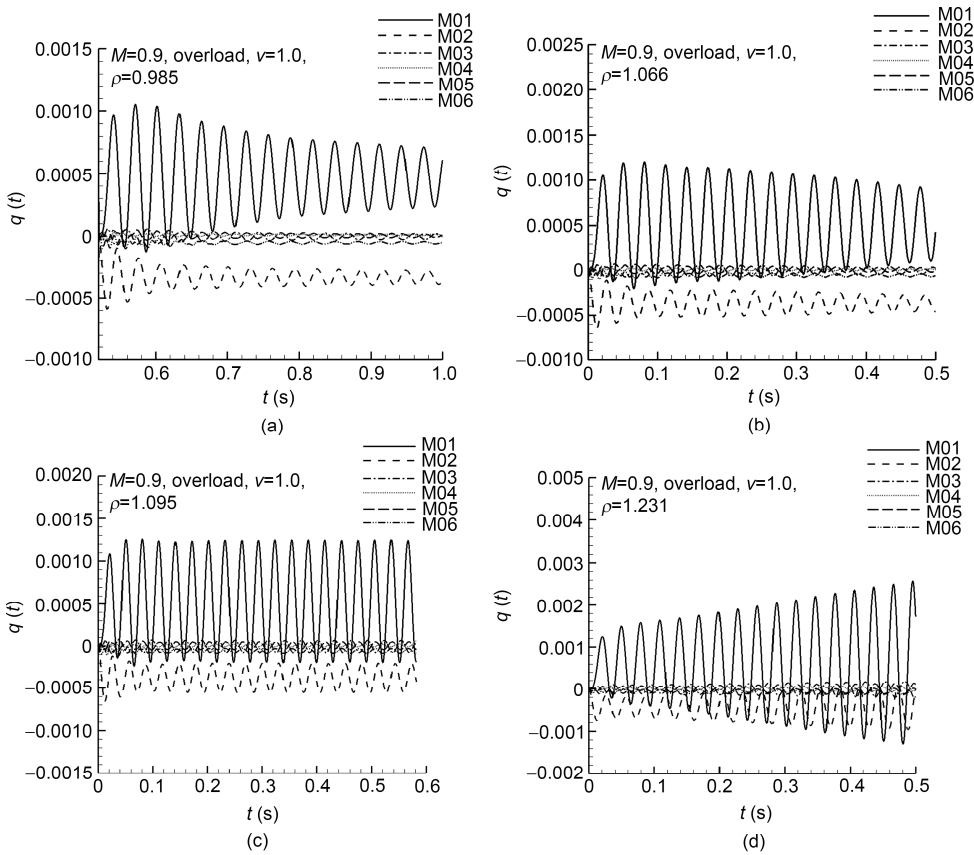 M01
M02
M03
M04
M05
M06
M=0.9, overload, v=1.0,
ρ=0.985
0.0015
0.0010
0.0005
0
−0.0005
−0.0010
q (t)
0.6 0.7 0.8 0.9 1.0
t (s)
(a)
M01
M02
M03
M04
M05
M06
M=0.9, overload, v=1.0,
ρ=1.066
0.0025
0.0020
0.0015
0.0010
0.0005
0
−0.0005
−0.0010
q (t)
0 0.1 0.2 0.3 0.4 0.5
t (s)
(b)
M01
M02
M03
M04
M05
M06
M=0.9, overload, v=1.0,
ρ=1.095
0.0020
0.0015
0.0010
0.0005
0
−0.0005
−0.0010
−0.0015
q (t)
0 0.1 0.2 0.3 0.4 0.5 0.6
t (s)
(c)
M01
M02
M03
M04
M05
M06
M=0.9, overload, v=1.0,
ρ=1.231
0.005
0.004
0.003
0.002
0.001
0
−0.001
−0.002
q (t)
0 0.1 0.2 0.3 0.4 0.5
t (s)
(d)